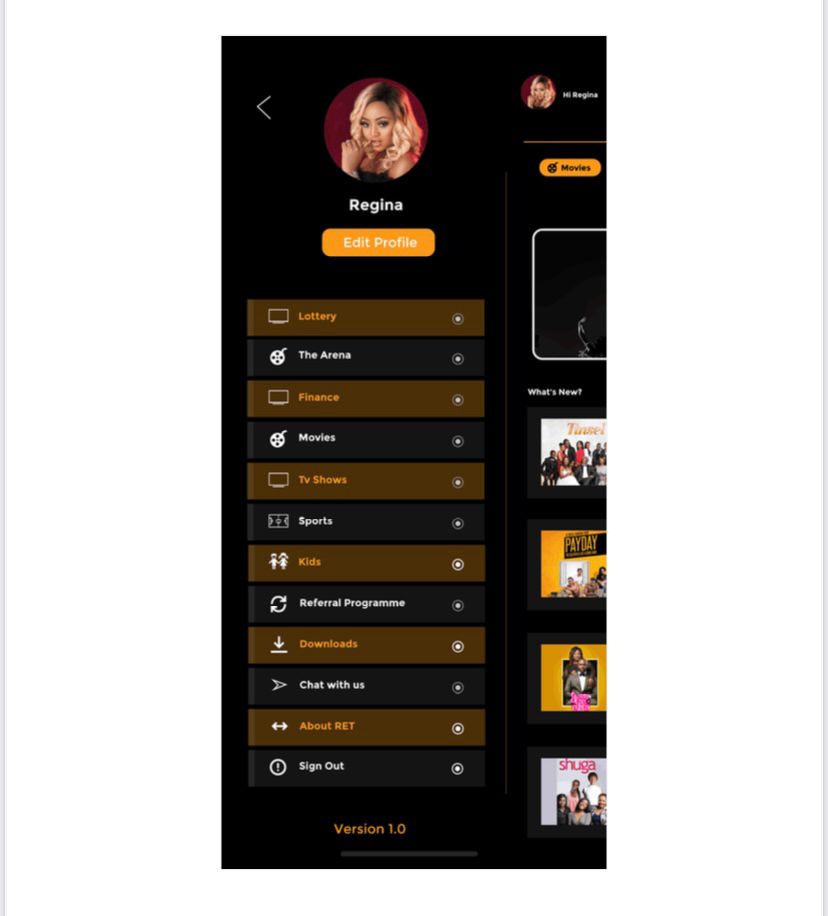 Hi Regina
Movies
Regina
Edit Profile
Lottery
The Arena
Finance
Movies
Tv Shows
Sports
Kids
Referral Programme
Downloads
Chat with us
About RET
Sign Out
Version 1.0
What's New?
Tinsel
PAYDAY
shuga